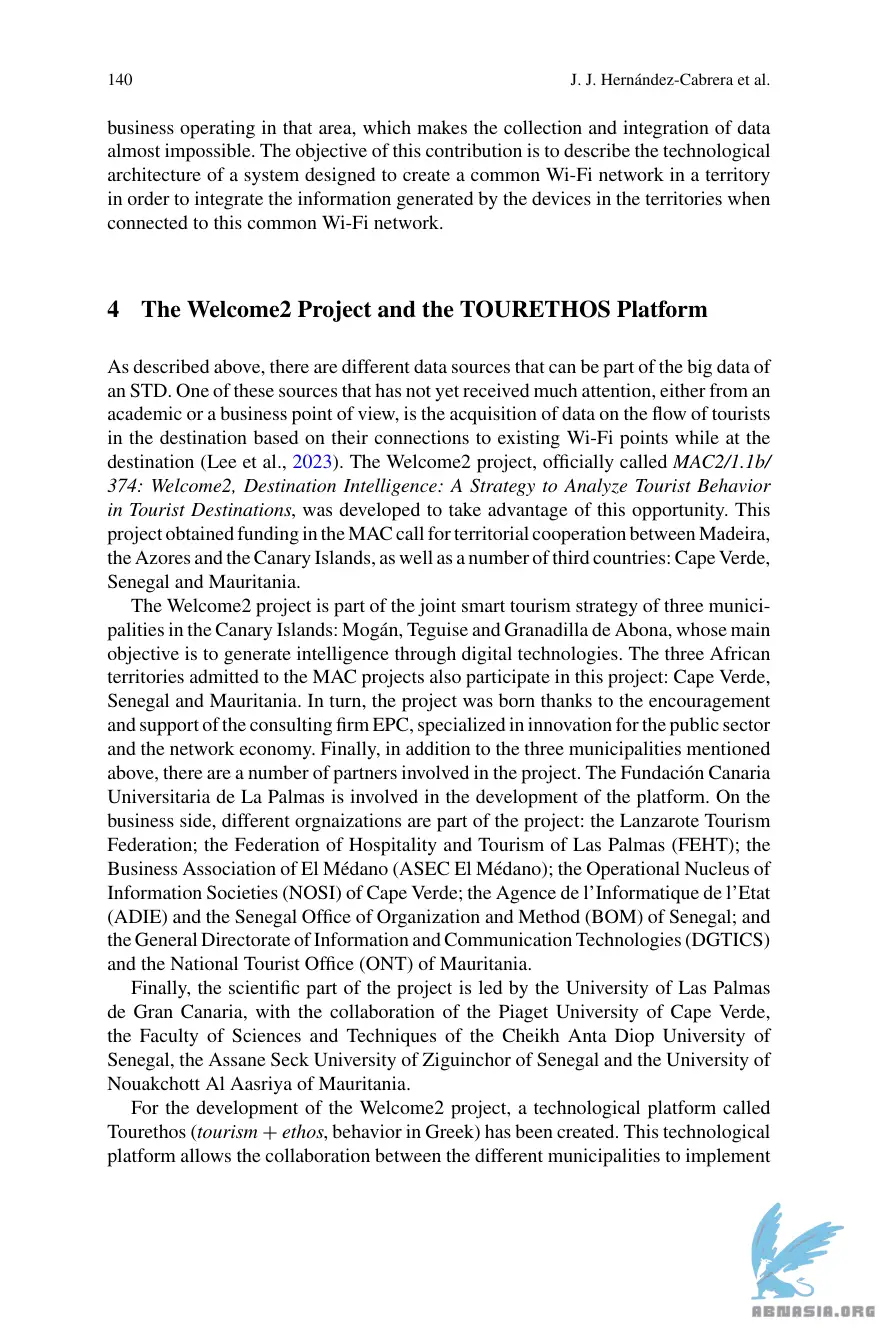 140
J. J. Hernández-Cabrera et al.
business operating in that area, which makes the collection and integration of data
almost impossible. The objective of this contribution is to describe the technological
architecture of a system designed to create a common Wi-Fi network in a territory
in order to integrate the information generated by the devices in the territories when
connected to this common Wi-Fi network.
4 The Welcome2 Project and the TOURETHOS Platform
As described above, there are different data sources that can be part of the big data of
an STD. One of these sources that has not yet received much attention, either from an
academic or a business point of view, is the acquisition of data on the flow of tourists
in the destination based on their connections to existing Wi-Fi points while at the
destination (Lee et al., 2023). The Welcome2 project, officially called MAC2/1.1b/
374: Welcome2, Destination Intelligence: A Strategy to Analyze Tourist Behavior
in Tourist Destinations, was developed to take advantage of this opportunity. This
project obtained funding in the MAC call for territorial cooperation between Madeira,
the Azores and the Canary Islands, as well as a number of third countries: Cape Verde,
Senegal and Mauritania.
The Welcome2 project is part of the joint smart tourism strategy of three munici-
palities in the Canary Islands: Mogán, Teguise and Granadilla de Abona, whose main
objective is to generate intelligence through digital technologies. The three African
territories admitted to the MAC projects also participate in this project: Cape Verde,
Senegal and Mauritania. In turn, the project was born thanks to the encouragement
and support of the consulting firm EPC, specialized in innovation for the public sector
and the network economy. Finally, in addition to the three municipalities mentioned
above, there are a number of partners involved in the project. The Fundación Canaria
Universitaria de La Palmas is involved in the development of the platform. On the
business side, different orgnaizations are part of the project: the Lanzarote Tourism
Federation; the Federation of Hospitality and Tourism of Las Palmas (FEHT); the
Business Association of El Médano (ASEC El Médano); the Operational Nucleus of
Information Societies (NOSI) of Cape Verde; the Agence de l'Informatique de l'Etat
(ADIE) and the Senegal Office of Organization and Method (BOM) of Senegal; and
the General Directorate of Information and Communication Technologies (DGTICS)
and the National Tourist Office (ONT) of Mauritania.
Finally, the scientific part of the project is led by the University of Las Palmas
de Gran Canaria, with the collaboration of the Piaget University of Cape Verde,
the Faculty of Sciences and Techniques of the Cheikh Anta Diop University of
Senegal, the Assane Seck University of Ziguinchor of Senegal and the University of
Nouakchott Al Aasriya of Mauritania.
For the development of the Welcome2 project, a technological platform called
Tourethos (tourism + ethos, behavior in Greek) has been created. This technological
platform allows the collaboration between the different municipalities to implement
ABNASIA.ORG